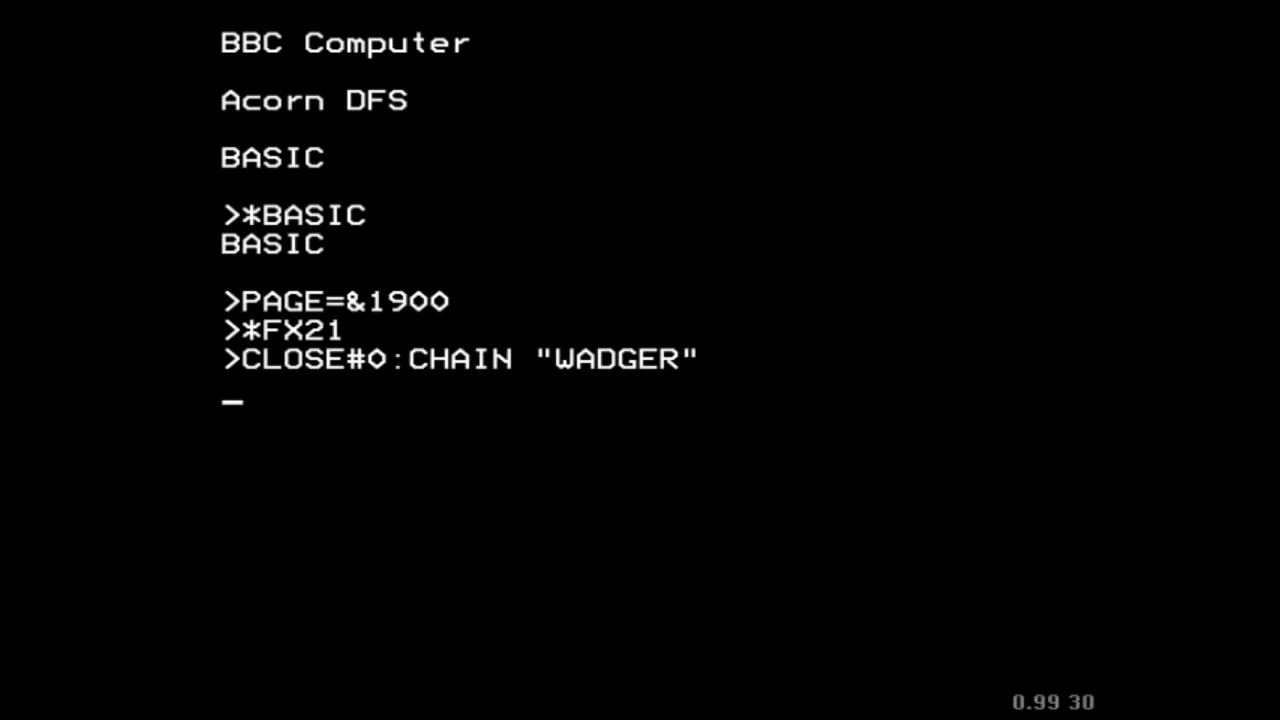 BBC Computer
Acorn DFS
BASIC
>*BASIC
BASIC
>PAGE=&1900
>*FX21
>CLOSE#0:CHAIN "WADGER"
_
0.99 30